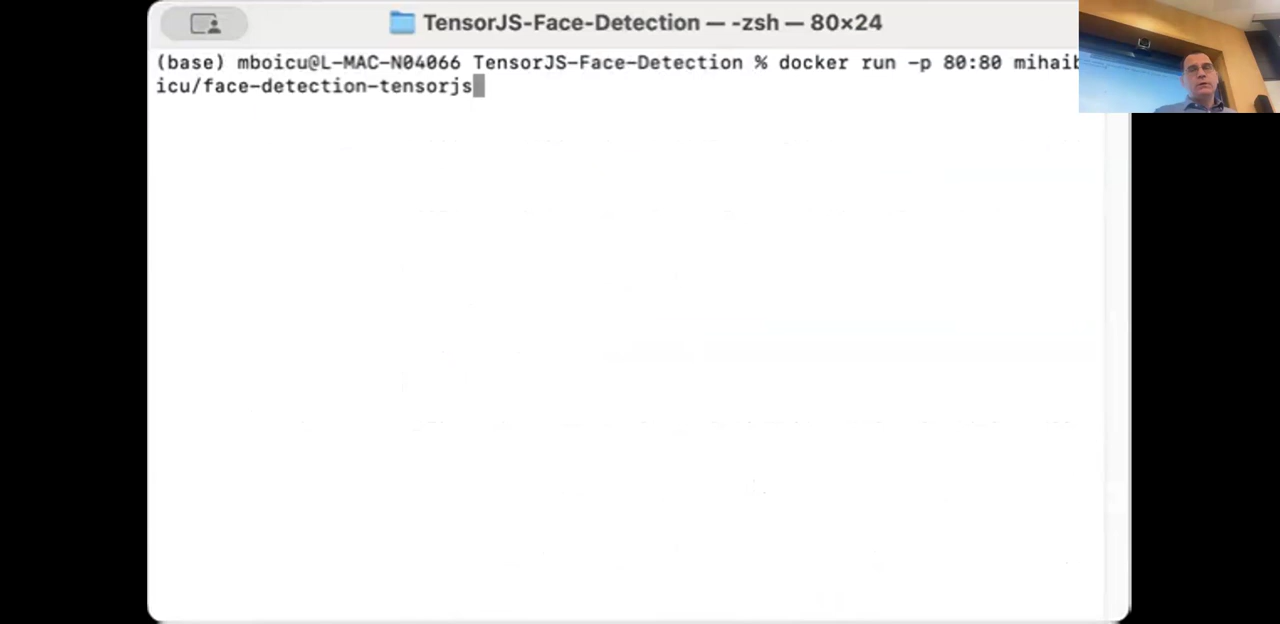 TensorJS-Face-Detection — -zsh — 80×24
(base) mboicu@L-MAC-N04066 TensorJS-Face-Detection % docker run -p 80:80 mihaib
icu/face-detection-tensorjs